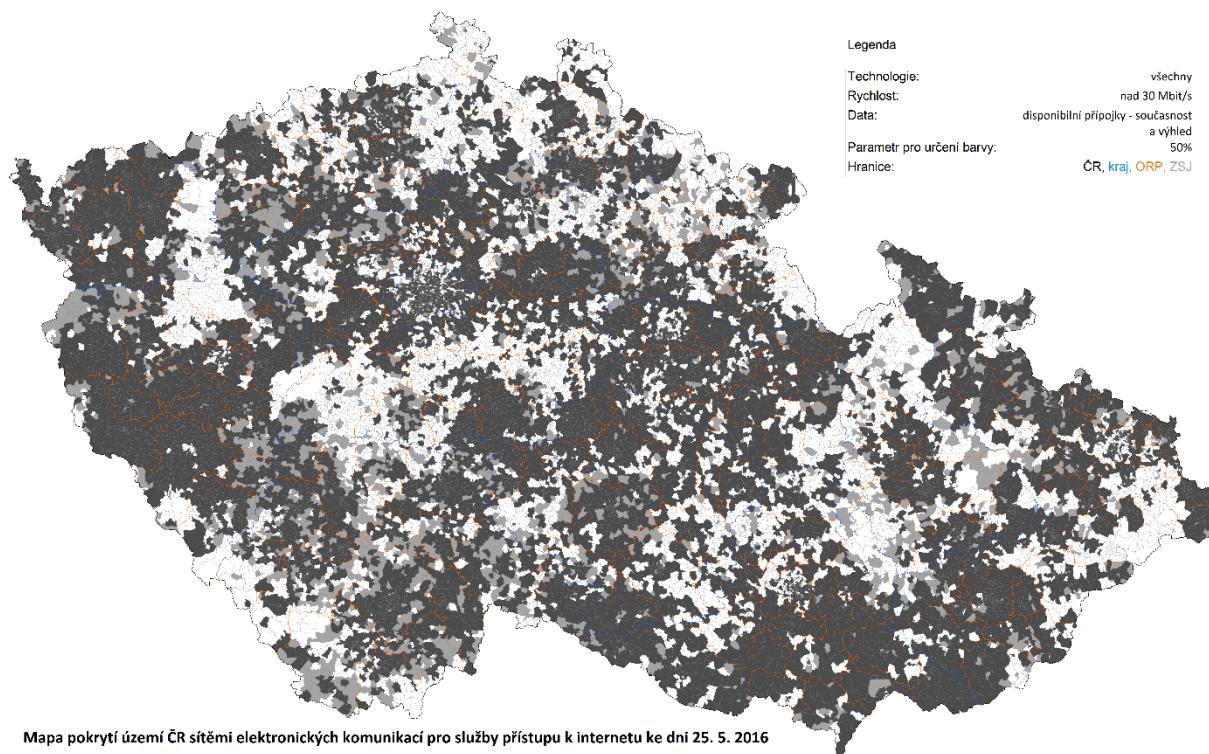 Legenda
Technologie: všechny
Rychlost: nad 30 Mbit/s
Data: disponibilní přípojky - současnost
a výhled
Parametr pro určení barvy: 50%
Hranice: ČR, kraj, ORP, ZSJ
Mapa pokrytí území ČR sítěmi elektronických komunikací pro služby přístupu k internetu ke dni 25. 5. 2016